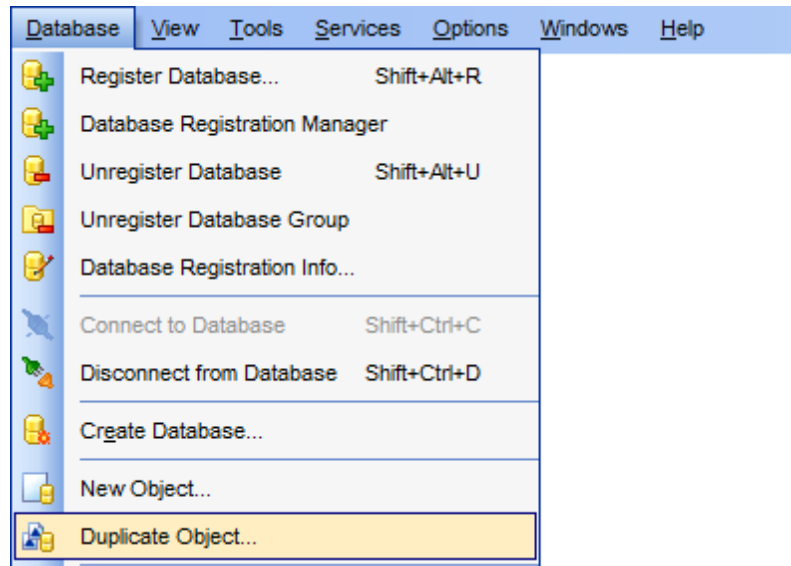 Database View Tools Services Options Windows Help
Register Database... Shift+Alt+R
Database Registration Manager
Unregister Database Shift+Alt+U
Unregister Database Group
Database Registration Info...
Connect to Database Shift+Ctrl+C
Disconnect from Database Shift+Ctrl+D
Create Database...
New Object...
Duplicate Object...